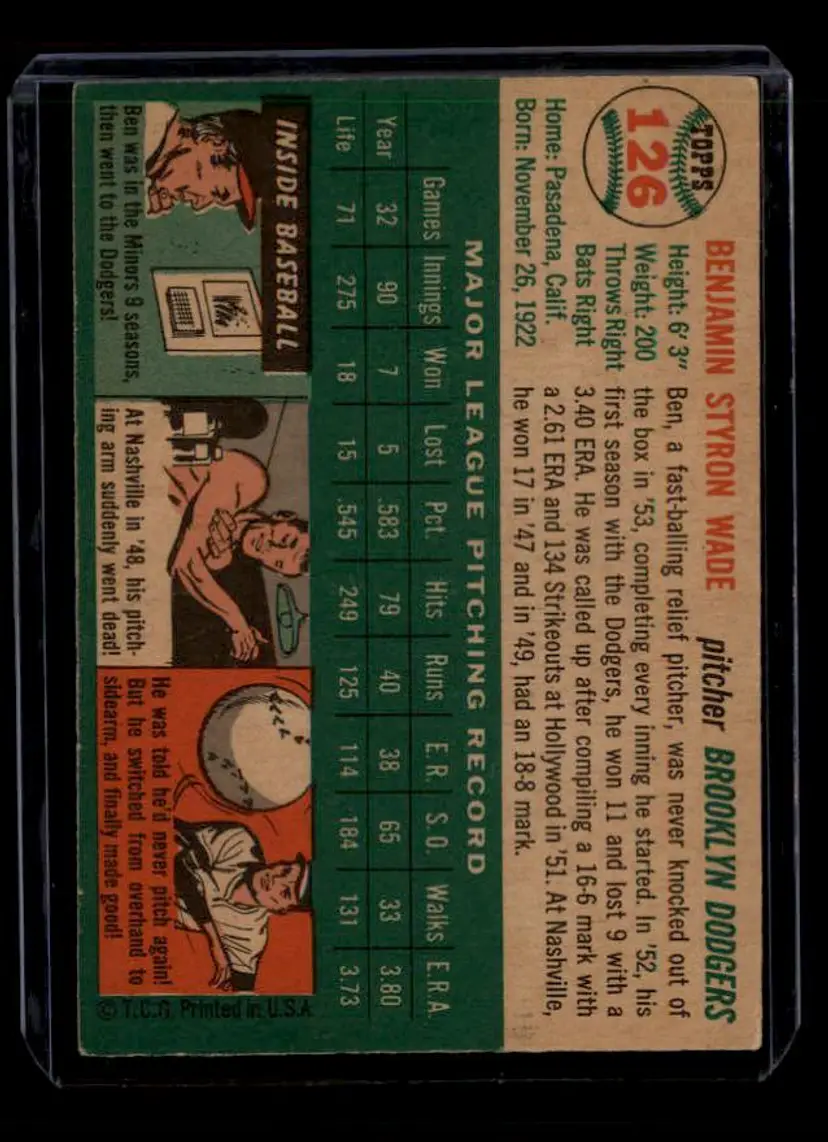 TOPPS
126
BENJAMIN STYRON WADE pitcher BROOKLYN DODGERS
Height: 6' 3"
Weight: 200
Throws Right
Bats Right
Home: Pasadena, Calif.
Born: November 26, 1922
Ben, a fast-balling relief pitcher, was never knocked out of
the box in '53, completing every inning he started. In '52, his
first season with the Dodgers, he won 11 and lost 9 with a
3.40 ERA. He was called up after compiling a 16-6 mark with
a 2.61 ERA and 134 Strikeouts at Hollywood in '51. At Nashville,
he won 17 in '47 and in '49, had an 18-8 mark.
MAJOR LEAGUE PITCHING RECORD
Games Innings Won Lost Pct. Hits Runs E.R. S.O. Walks E.R.A.
Year 32 90 7 5 .583 79 40 38 65 33 3.80
Life 71 275 18 15 .545 249 125 114 184 131 3.73
INSIDE BASEBALL
Ben was in the Minors 9 seasons,
then went to the Dodgers!
At Nashville in '48, his pitch-
ing arm suddenly went dead!
He was told he'd never pitch again!
But he switched from overhand to
sidearm, and finally made good!
© T.C.G. Printed in U.S.A.